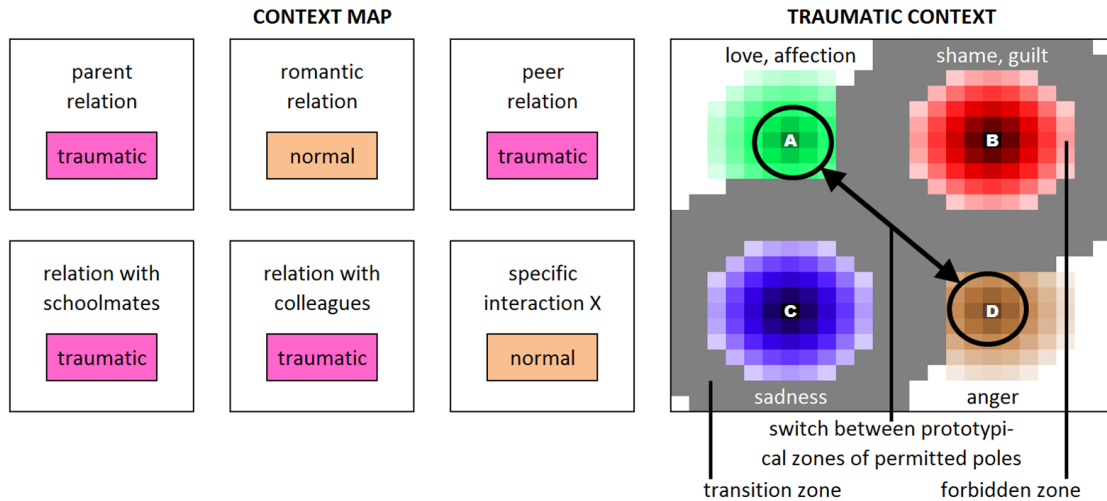 CONTEXT MAP
parent
relation
traumatic
romantic
relation
normal
peer
relation
traumatic
relation with
schoolmates
traumatic
relation with
colleagues
traumatic
specific
interaction X
normal
TRAUMATIC CONTEXT
love, affection
shame, guilt
A
B
C
D
sadness
anger
switch between prototypi-
cal zones of permitted poles
transition zone
forbidden zone